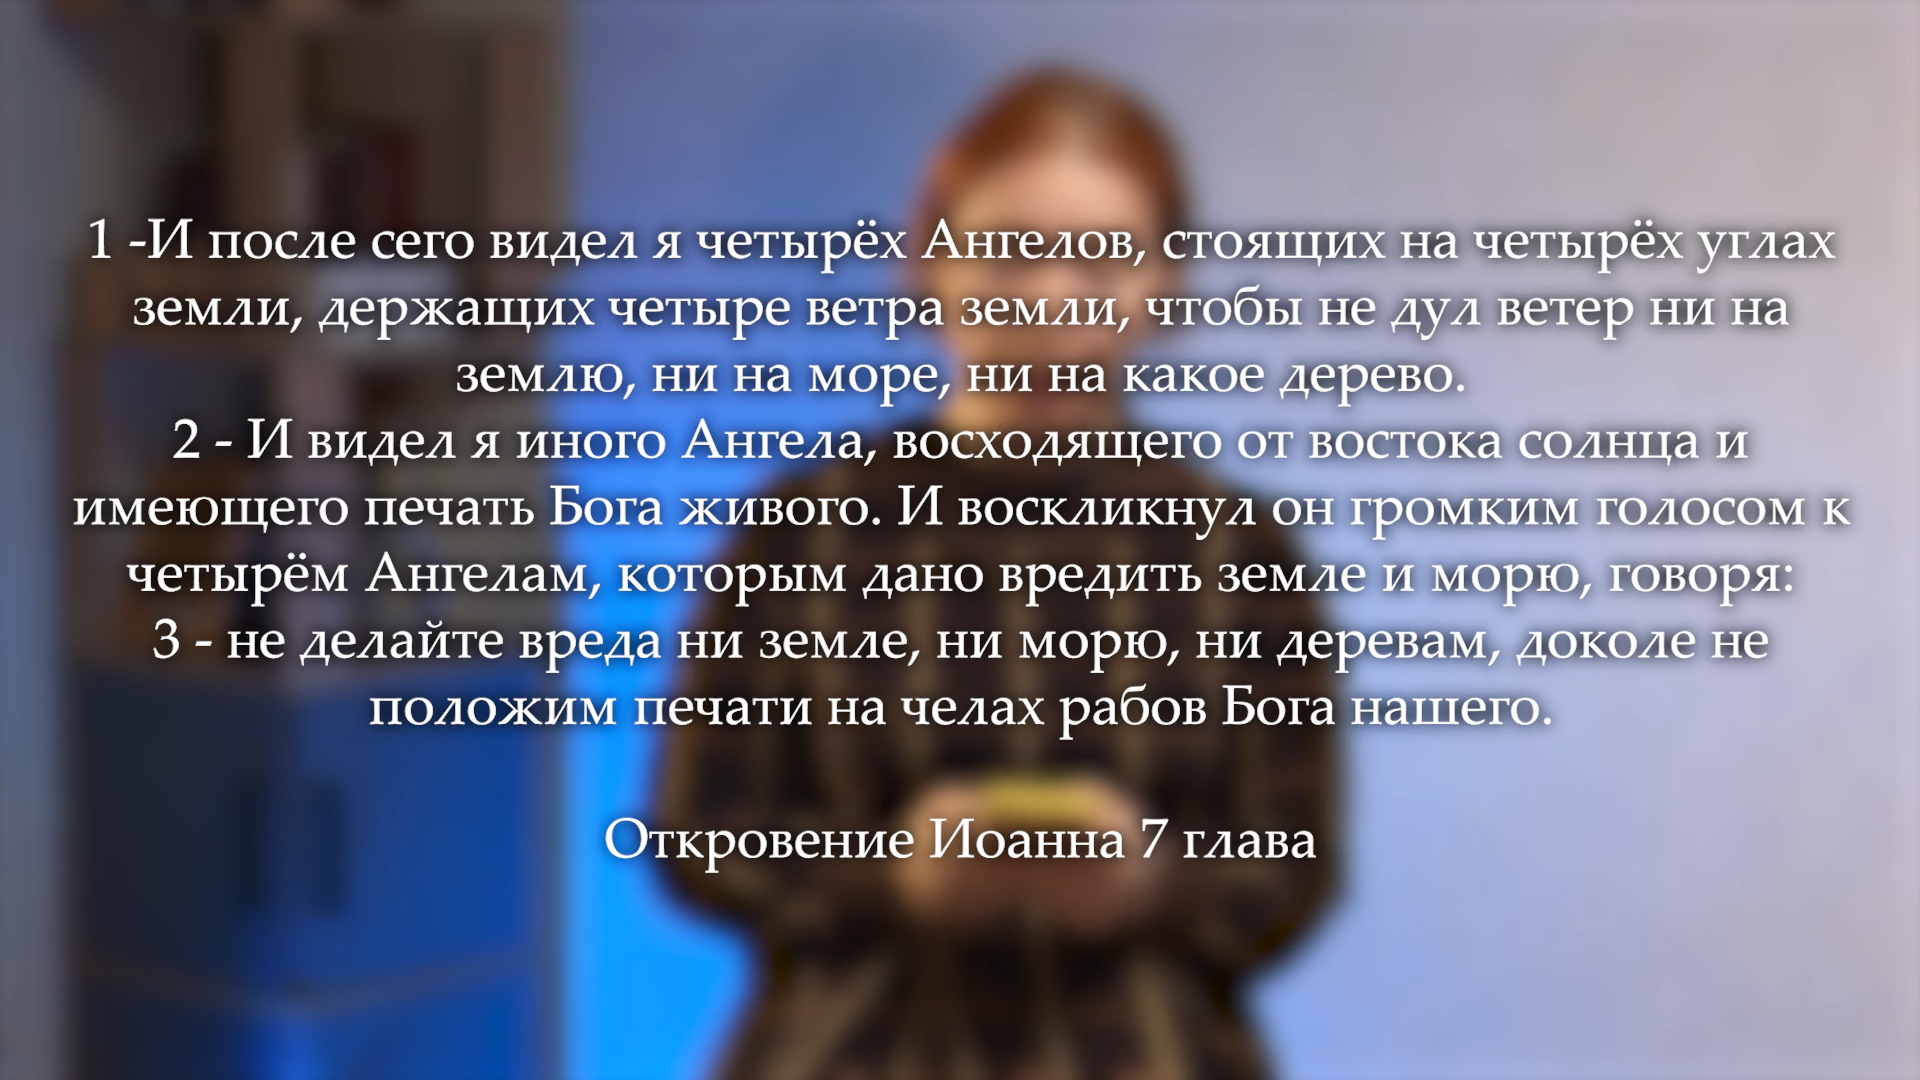 1 -И после сего видел я четырёх Ангелов, стоящих на четырёх углах
земли, держащих четыре ветра земли, чтобы не дул ветер ни на
землю, ни на море, ни на какое дерево.
2 - И видел я иного Ангела, восходящего от востока солнца и
имеющего печать Бога живого. И воскликнул он громким голосом к
четырём Ангелам, которым дано вредить земле и морю, говоря:
3 - не делайте вреда ни земле, ни морю, ни деревам, доколе не
положим печати на челах рабов Бога нашего.
Откровение Иоанна 7 глава